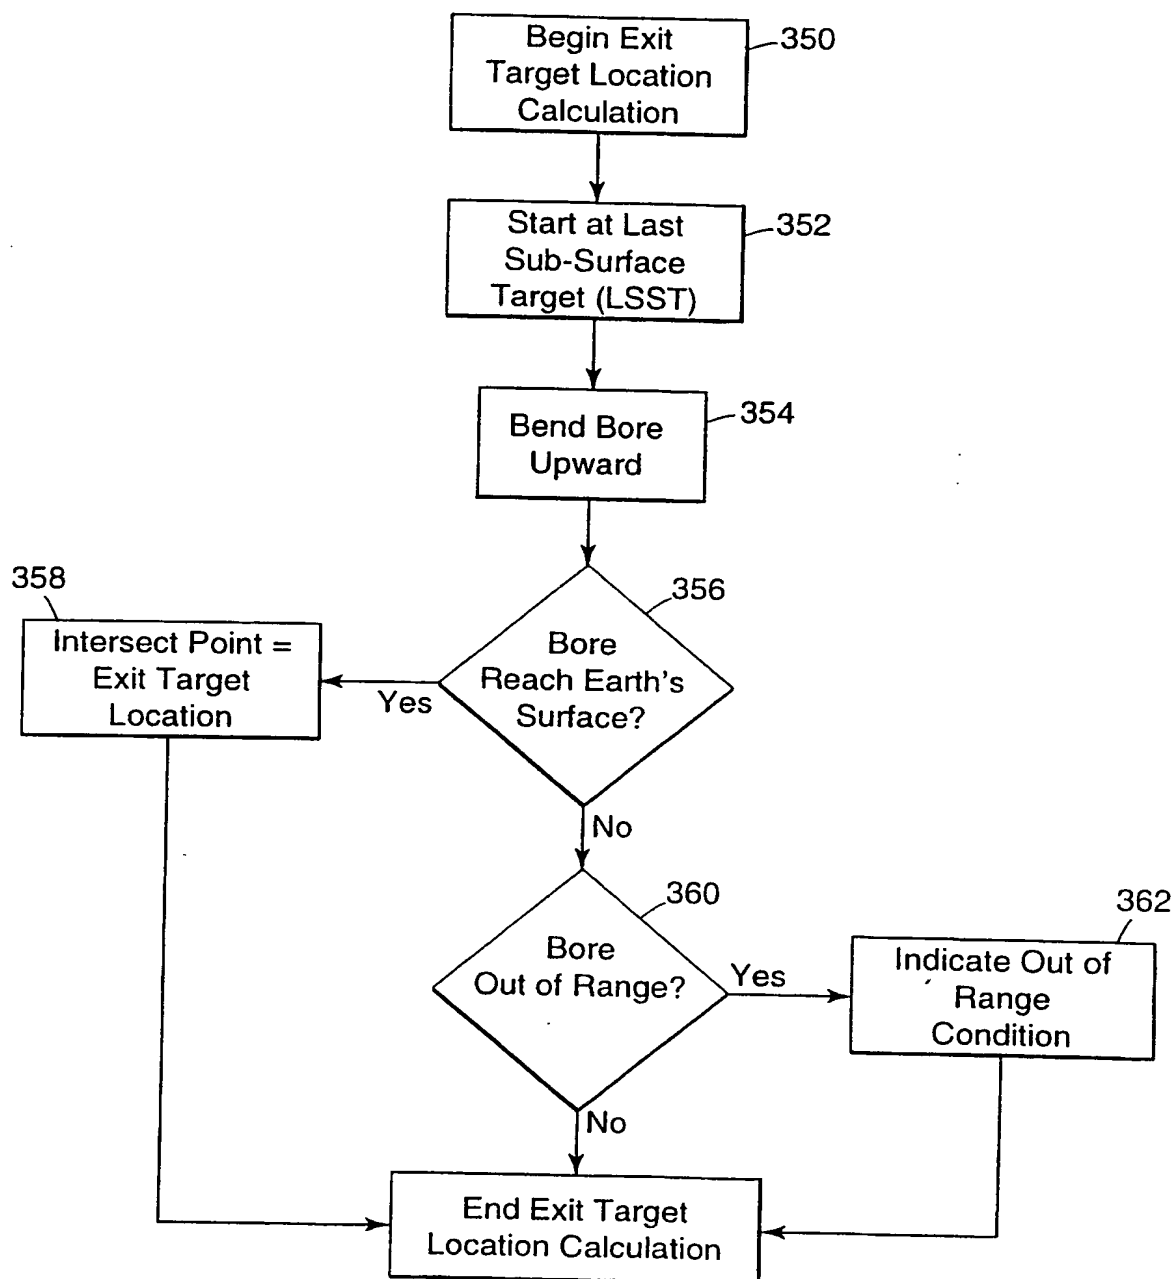 Begin Exit
Target Location
Calculation
350
Start at Last
Sub-Surface
Target (LSST)
352
Bend Bore
Upward
354
358
Intersect Point =
Exit Target
Location
Yes
356
Bore
Reach Earth's
Surface?
No
360
Bore
Out of Range?
Yes
362
Indicate Out of
Range
Condition
No
End Exit Target
Location Calculation